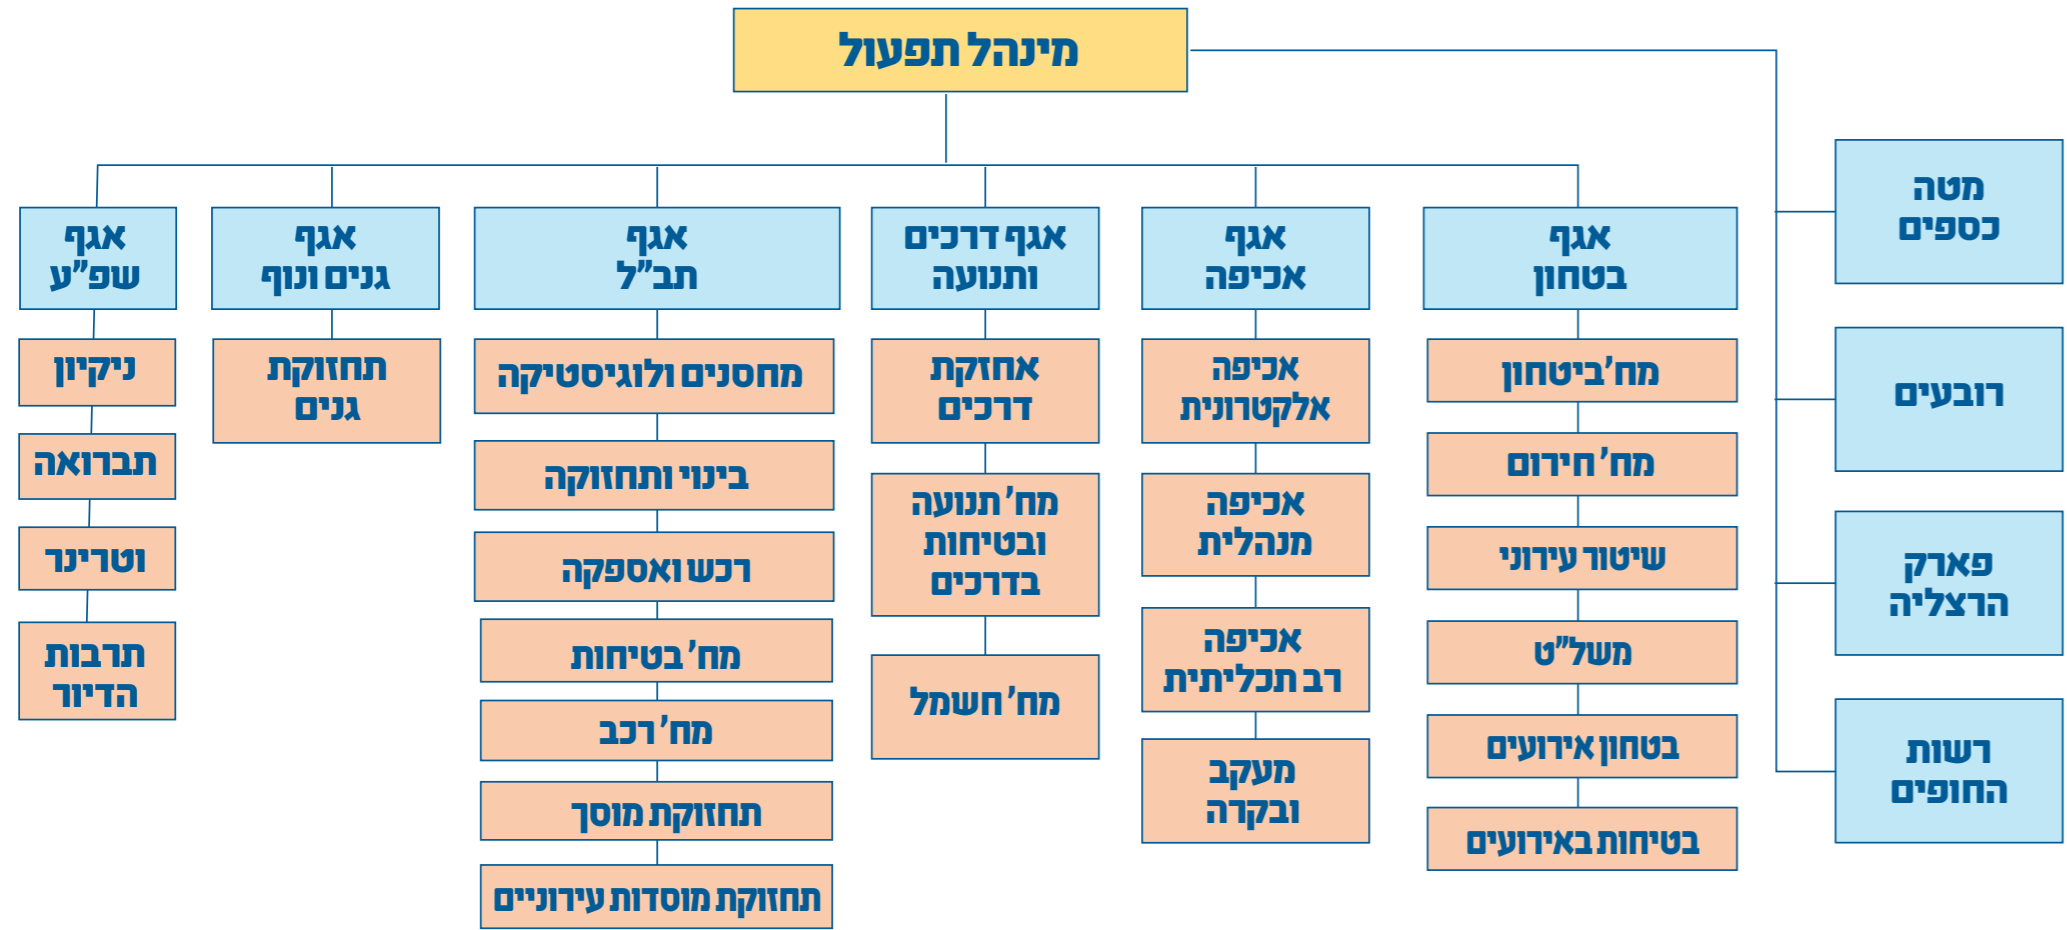 מינהל תפעול
מטה
כספים
רובעים
פארק
הרצליה
רשות
החופים
אגף
בטחון
מח'ביטחון
מח' חירום
שיטור עירוני
משל"ט
בטחון אירועים
בטיחות באירועים
אגף
אכיפה
אכיפה
אלקטרונית
אכיפה
מנהלית
אכיפה
רב תכליתית
מעקב
ובקרה
אגף דרכים
ותנועה
אחזקת
דרכים
מח' תנועה
ובטיחות
בדרכים
מח' חשמל
אגף
תב"ל
מחסנים ולוגיסטיקה
בינוי ותחזוקה
רכש ואספקה
מח' בטיחות
מח' רכב
תחזוקת מוסך
תחזוקת מוסדות עירוניים
אגף
גנים ונוף
תחזוקת
גנים
אגף
שפ"ע
ניקיון
תברואה
וטרינר
תרבות
הדיור